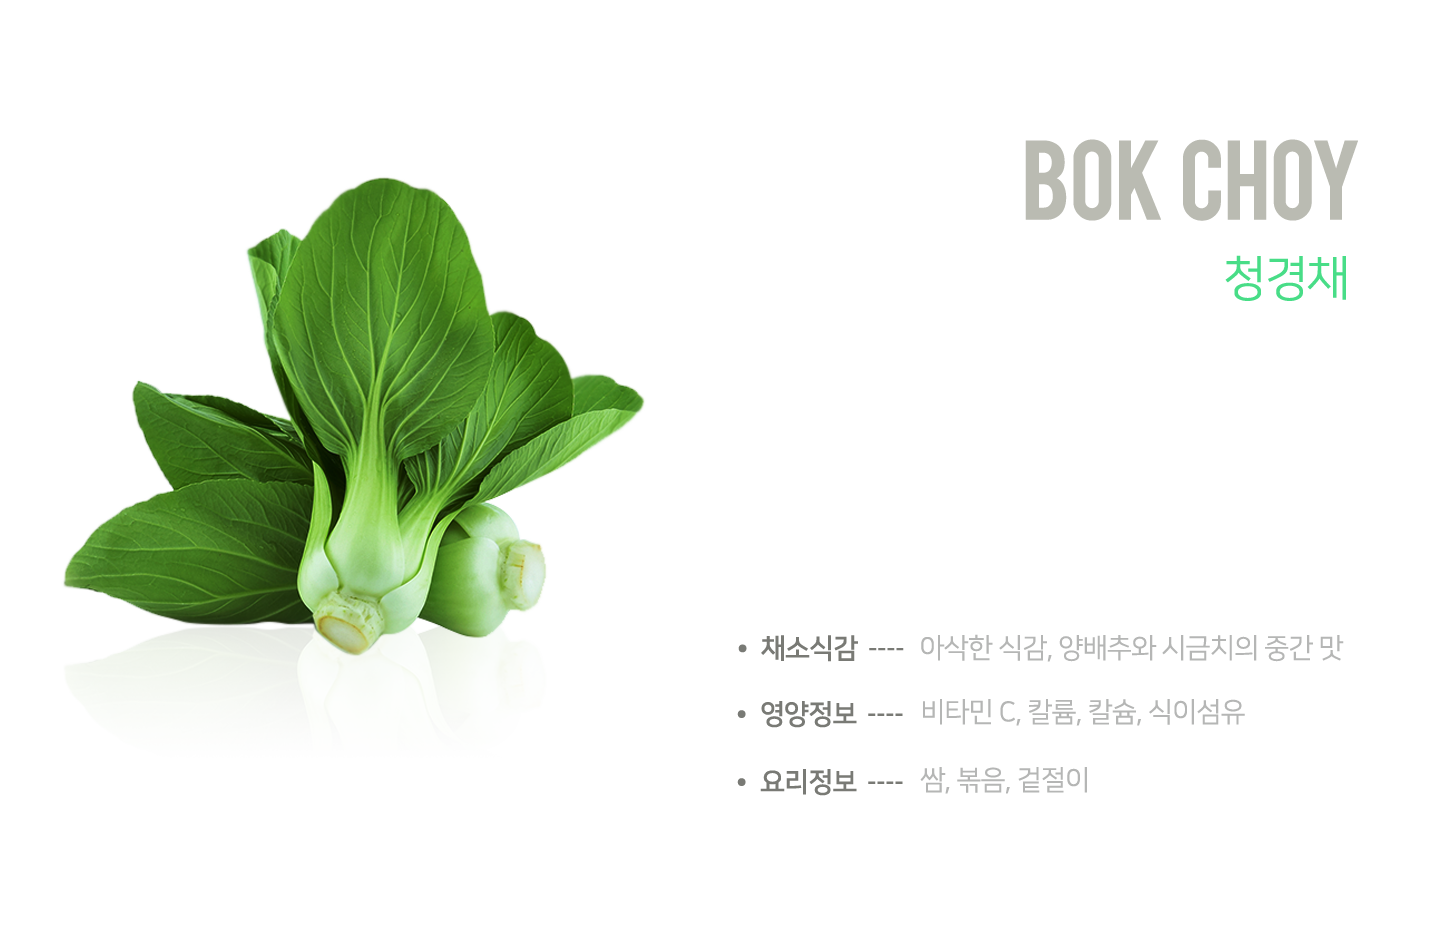 BOK CHOY
청경채
• 채소식감 ---- 아삭한 식감, 양배추와 시금치의 중간 맛
• 영양정보 ---- 비타민 C, 칼륨, 칼슘, 식이섬유
• 요리정보 ---- 쌈, 볶음, 겉절이